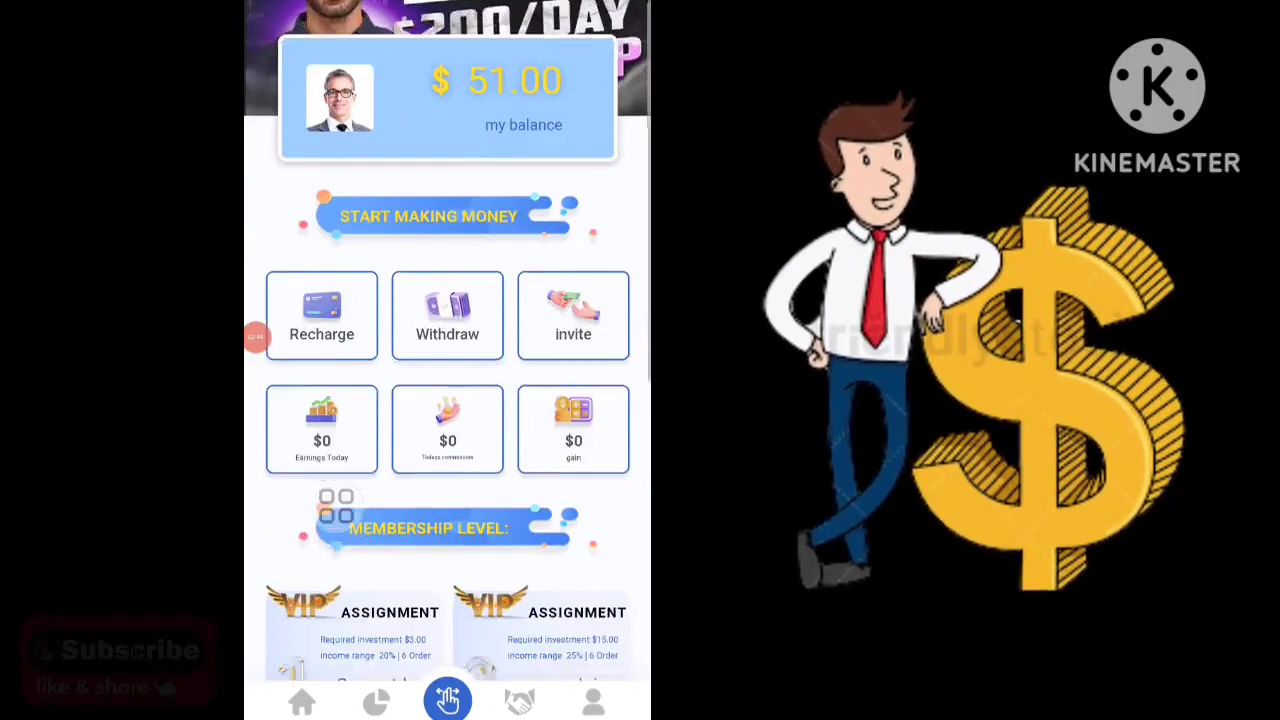 $200/DAY
$ 51.00
my balance
START MAKING MONEY
Recharge
Withdraw
invite
02:44
$0
Earnings Today
$0
Todays commission
$0
gain
MEMBERSHIP LEVEL:
VIP ASSIGNMENT
Required investment $3.00
income range 20% | 6 Order.
VIP ASSIGNMENT
Required investment $15.00
income range 25% | 6 Order
K
KINEMASTER
Subscribe
like & share